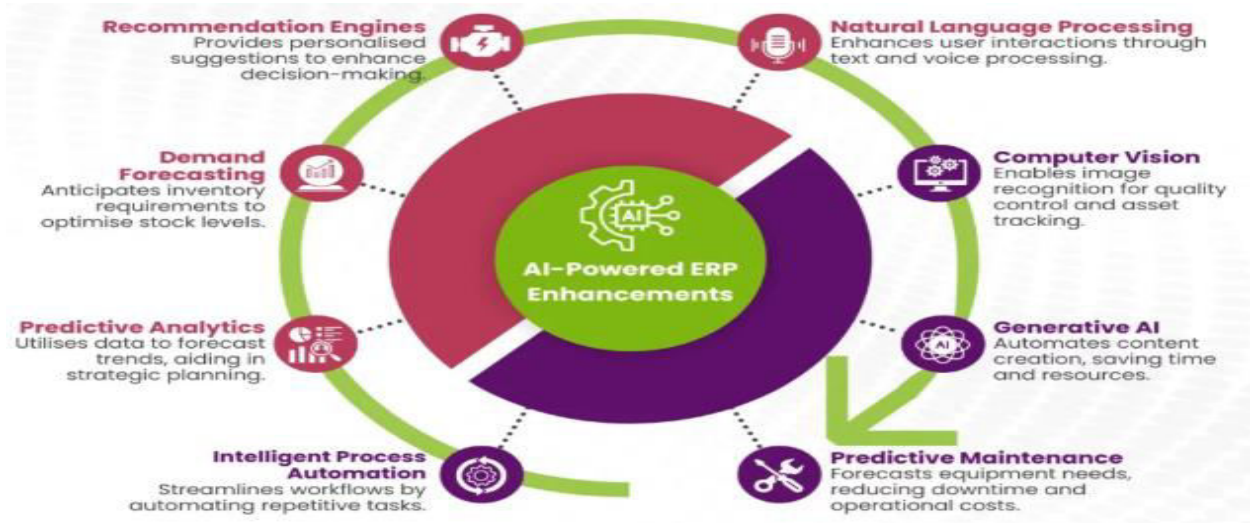 Recommendation Engines
Provides personalised
suggestions to enhance
decision-making.
Natural Language Processing
Enhances user interactions through
text and voice processing.
Demand
Forecasting
Anticipates inventory
requirements to
optimise stock levels.
Computer Vision
Enables image
recognition for quality
control and asset
tracking.
AI
AI-Powered ERP
Enhancements
Predictive Analytics
Utilises data to forecast
trends, aiding in
strategic planning.
AI
Generative AI
Automates content
creation, saving time
and resources.
Intelligent Process
Automation
Streamlines workflows by
automating repetitive tasks.
Predictive Maintenance
Forecasts equipment needs,
reducing downtime and
operational costs.